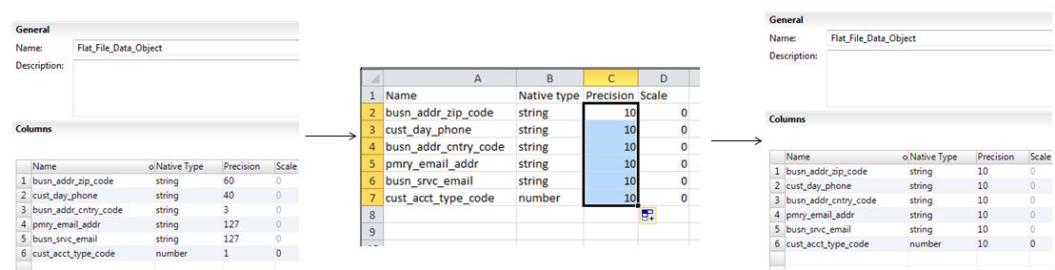 General
Name: Flat_File_Data_Object
Description:
Columns
Name Native Type Precision Scale
1 busn_addr_zip_code string 60 0
2 cust_day_phone string 40 0
3 busn_addr_cntry_code string 3 0
4 pmry_email_addr string 127 0
5 busn_srvc_email string 127 0
6 cust_acct_type_code number 1 0
A B C D
1 Name Native type Precision Scale
2 busn_addr_zip_code string 10 0
3 cust_day_phone string 10 0
4 busn_addr_cntry_code string 10 0
5 pmry_email_addr string 10 0
6 busn_srvc_email string 10 0
7 cust_acct_type_code number 10 0
8
9
General
Name: Flat_File_Data_Object
Description:
Columns
Name Native Type Precision Scale
1 busn_addr_zip_code string 10 0
2 cust_day_phone string 10 0
3 busn_addr_cntry_code string 10 0
4 pmry_email_addr string 10 0
5 busn_srvc_email string 10 0
6 cust_acct_type_code number 10 0